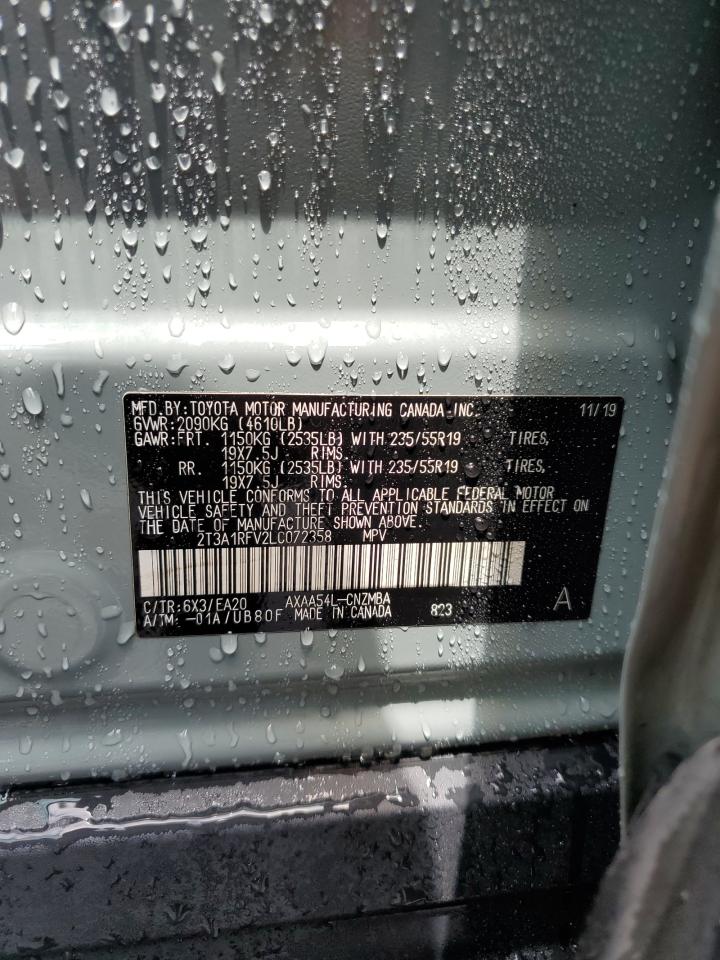 MFD.BY:TOYOTA MOTOR MANUFACTURING CANADA INC. 11/19
GVWR:2090KG (4610LB)
GAWR:FRT. 1150KG (2535LB) WITH 235/55R19 TIRES,
19X7.5J RIMS.
RR. 1150KG (2535LB) WITH 235/55R19 TIRES,
19X7.5J RIMS.
THIS VEHICLE CONFORMS TO ALL APPLICABLE FEDERAL MOTOR
VEHICLE SAFETY AND THEFT PREVENTION STANDARDS IN EFFECT ON
THE DATE OF MANUFACTURE SHOWN ABOVE.
2T3A1RFV2LC072358 MPV
C/TR:6X3/EA20 AXAA54L-CNZMBA
A/TM: -01A/UB80F MADE IN CANADA 823 A